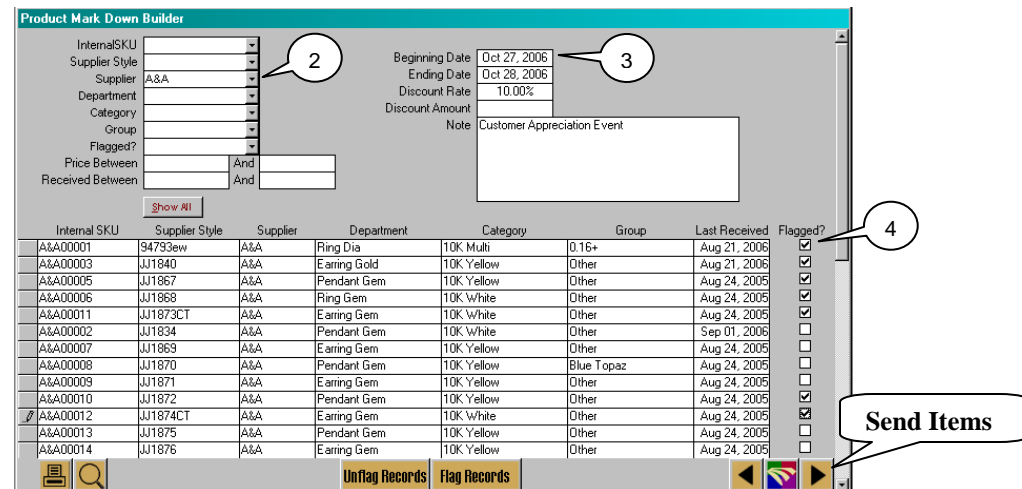 Product Mark Down Builder
InternalSKU
Supplier Style
Supplier A&A
Department
Category
Group
Flagged?
Price Between And
Received Between And
Show All
2
Beginning Date Oct 27, 2006
Ending Date Oct 28, 2006
Discount Rate 10.00%
Discount Amount
Note Customer Appreciation Event
3
Internal SKU Supplier Style Supplier Department Category Group Last Received Flagged?
4
A&A00001 94793ew A&A Ring Dia 10K Multi 0.16+ Aug 21, 2006
A&A00003 JJ1840 A&A Earring Gold 10K Yellow Other Aug 21, 2006
A&A00005 JJ1867 A&A Pendant Gem 10K Yellow Other Aug 24, 2005
A&A00006 JJ1868 A&A Ring Gem 10K White Other Aug 24, 2005
A&A00011 JJ1873CT A&A Earring Gem 10K White Other Aug 24, 2005
A&A00002 JJ1834 A&A Pendant Gem 10K White Other Sep 01, 2006
A&A00007 JJ1869 A&A Earring Gem 10K Yellow Other Aug 24, 2005
A&A00008 JJ1870 A&A Pendant Gem 10K Yellow Blue Topaz Aug 24, 2005
A&A00009 JJ1871 A&A Earring Gem 10K Yellow Other Aug 24, 2005
A&A00010 JJ1872 A&A Pendant Gem 10K Yellow Other Aug 24, 2005
A&A00012 JJ1874CT A&A Earring Gem 10K White Other Aug 24, 2005
A&A00013 JJ1875 A&A Pendant Gem 10K Yellow Other Aug 24, 2005
A&A00014 JJ1876 A&A Earring Gem 10K Yellow Other Aug 24, 2005
Send Items
Unflag Records Flag Records